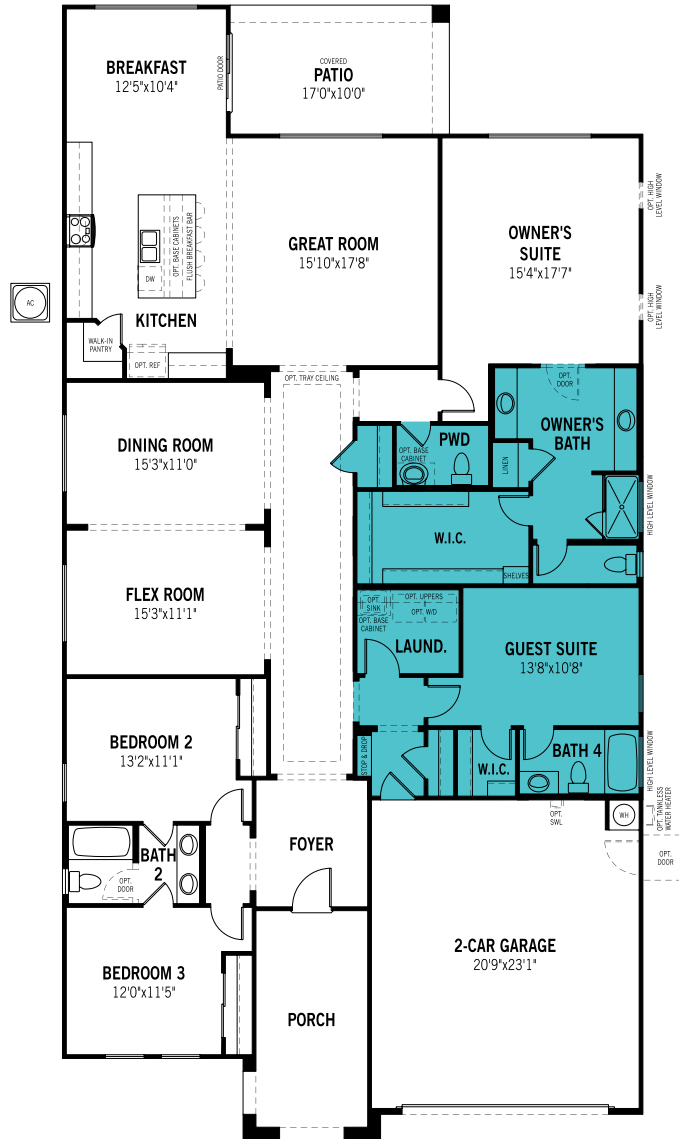 BREAKFAST
12'5"x10'4"
PATIO DOOR
COVERED
PATIO
17'0"x10'0"
GREAT ROOM
15'10"x17'8"
OWNER'S
SUITE
15'4"x17'7"
OPT. HIGH
LEVEL WINDOW
OPT. HIGH
LEVEL WINDOW
DW
OPT. BASE CABINETS
FLUSH BREAKFAST BAR
AC
KITCHEN
WALK-IN
PANTRY
OPT. REF
OPT. TRAY CEILING
OPT.
DOOR
OWNER'S
BATH
PWD
OPT. BASE
CABINET
LINEN
HIGH LEVEL WINDOW
DINING ROOM
15'3"x11'0"
W.I.C.
SHELVES
FLEX ROOM
15'3"x11'1"
OPT.
SINK
OPT. UPPERS
OPT. W/D
OPT. BASE
CABINET
LAUND.
GUEST SUITE
13'8"x10'8"
BEDROOM 2
13'2"x11'1"
STOP & DROP
W.I.C.
BATH 4
HIGH LEVEL WINDOW
OPT.
SWL
WH
OPT. TANKLESS
WATER HEATER
OPT.
DOOR
BATH
2
OPT.
DOOR
FOYER
2-CAR GARAGE
20'9"x23'1"
BEDROOM 3
12'0"x11'5"
PORCH